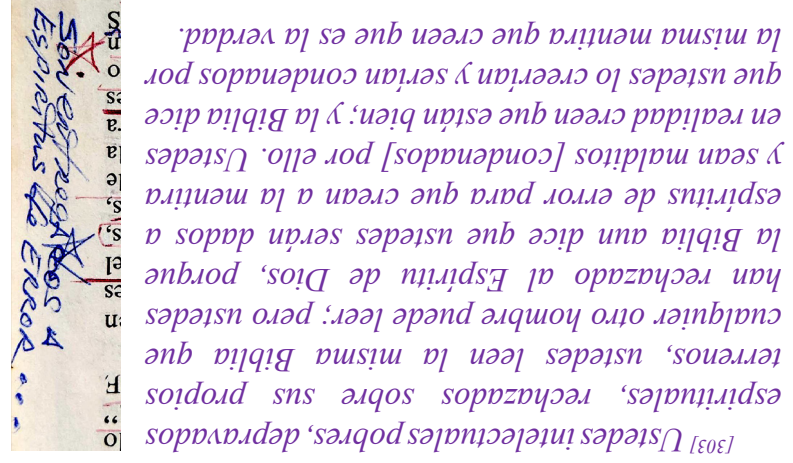 [303] Ustedes intelectuales pobres, depravados
espirituales, rechazados sobre sus propios
terrenos, ustedes leen la misma Biblia que
cualquier otro hombre puede leer; pero ustedes
han rechazado al Espíritu de Dios, porque
la Biblia aun dice que ustedes serán dados a
espíritus de error para que crean a la mentira
y sean malditos [condenados] por ello. Ustedes
en realidad creen que están bien; y la Biblia dice
que ustedes lo creerían y serían condenados por
la misma mentira que creen que es la verdad.
Son entregados a
Espiritus de ERROR...